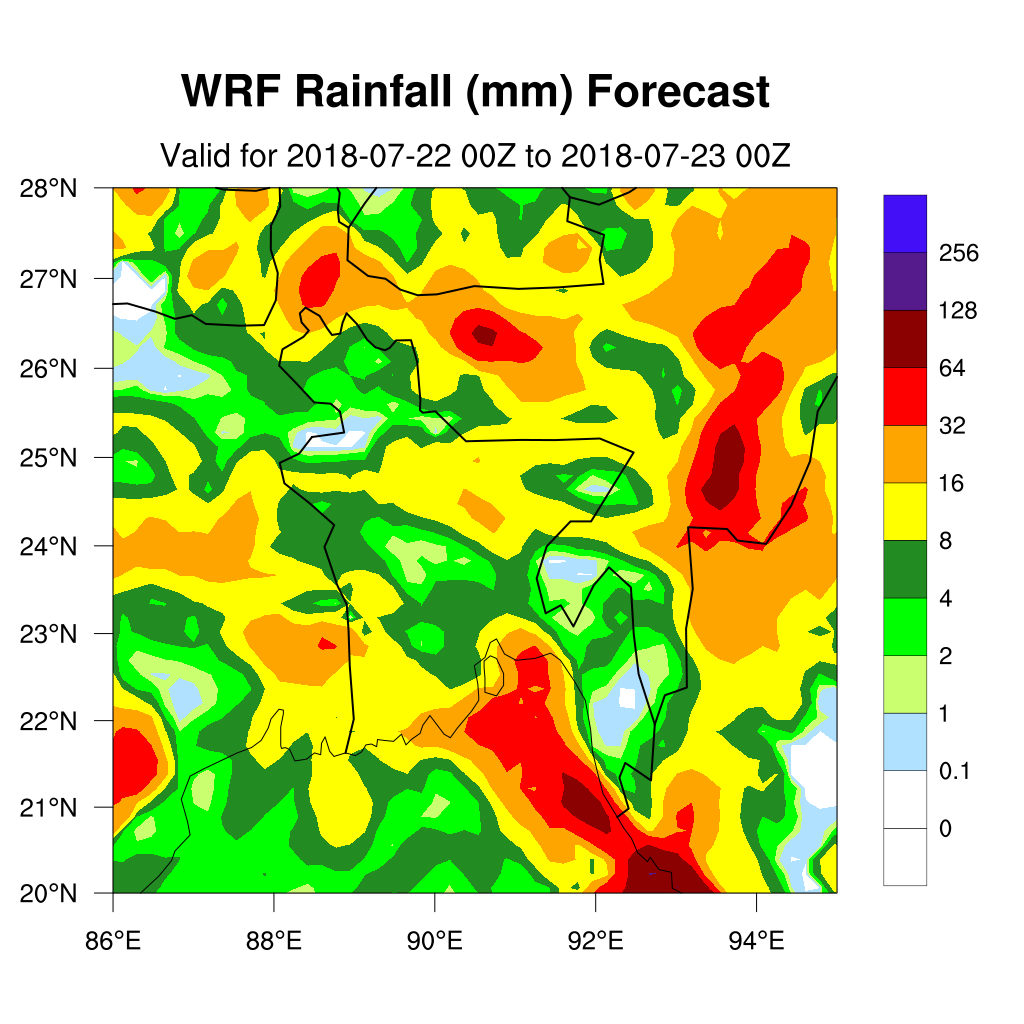 WRF Rainfall (mm) Forecast
Valid for 2018-07-22 00Z to 2018-07-23 00Z
28°N
27°N
26°N
25°N
24°N
23°N
22°N
21°N
20°N
86°E 88°E 90°E 92°E 94°E
256
128
64
32
16
8
4
2
1
0.1
0